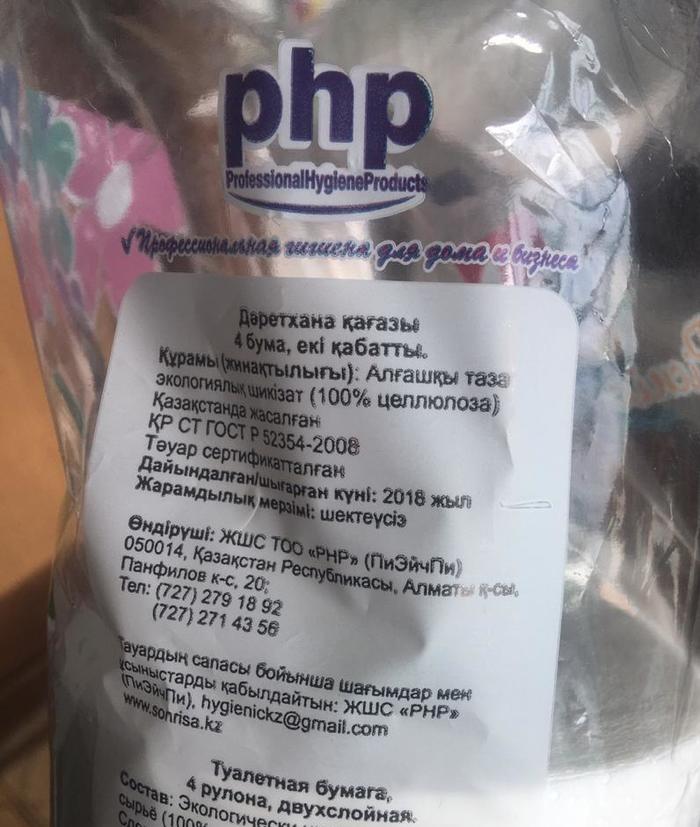 php
ProfessionalHygieneProducts
√Профессиональная гигиена для дома и бизнеса
Дәретхана қағазы
4 бума, екі қабатты.
Құрамы (жинақтылығы): Алғашқы таза
экологиялық шикізат (100% целлюлоза)
Қазақстанда жасалған
ҚР СТ ГОСТ Р 52354-2008
Тауар сертификатталған
Дайындалған/шығарған күні: 2018 жыл
Жарамдылық мерзімі: шектеусіз
Өндіруші: ЖШС ТОО «PHP» (ПиЭйчПи)
050014, Қазақстан Республикасы, Алматы қ-сы,
Панфилов к-с, 20;
Тел: (727) 279 18 92
(727) 271 43 56
Тауардың сапасы бойынша шағымдар мен
ұсыныстарды қабылдайтын: ЖШС «PHP»
(ПиЭйчПи), hygienickz@gmail.com
www.sohrisa.kz
Туалетная бумага,
4 рулона, двухслойная.
Состав: Экологически
сырьё (100%